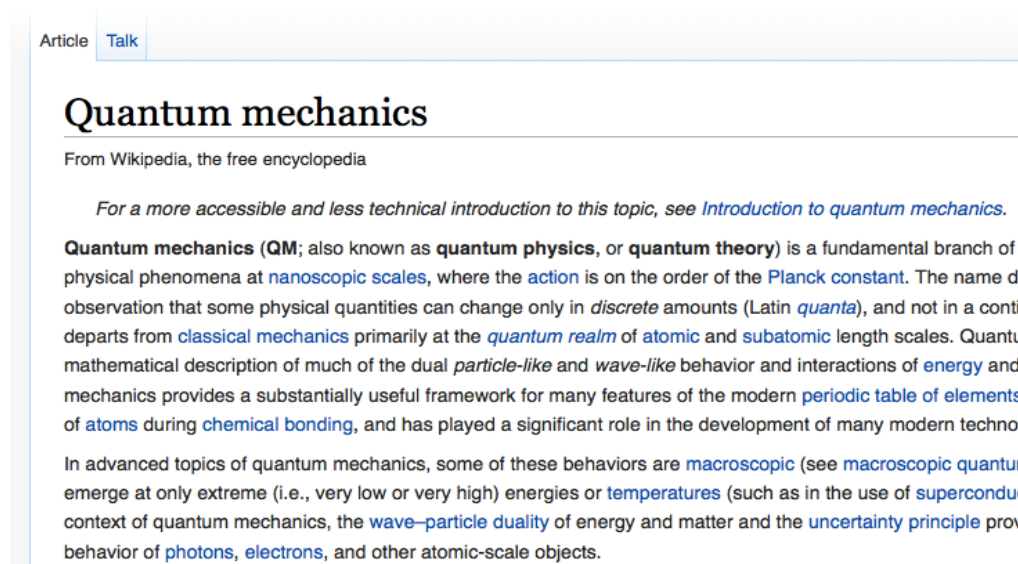 Article Talk
Quantum mechanics
From Wikipedia, the free encyclopedia
For a more accessible and less technical introduction to this topic, see Introduction to quantum mechanics.
Quantum mechanics (QM; also known as quantum physics, or quantum theory) is a fundamental branch of
physical phenomena at nanoscopic scales, where the action is on the order of the Planck constant. The name d
observation that some physical quantities can change only in discrete amounts (Latin quanta), and not in a conti
departs from classical mechanics primarily at the quantum realm of atomic and subatomic length scales. Quantu
mathematical description of much of the dual particle-like and wave-like behavior and interactions of energy and
mechanics provides a substantially useful framework for many features of the modern periodic table of elements
of atoms during chemical bonding, and has played a significant role in the development of many modern techno
In advanced topics of quantum mechanics, some of these behaviors are macroscopic (see macroscopic quantum
emerge at only extreme (i.e., very low or very high) energies or temperatures (such as in the use of supercondu
context of quantum mechanics, the wave–particle duality of energy and matter and the uncertainty principle prov
behavior of photons, electrons, and other atomic-scale objects.